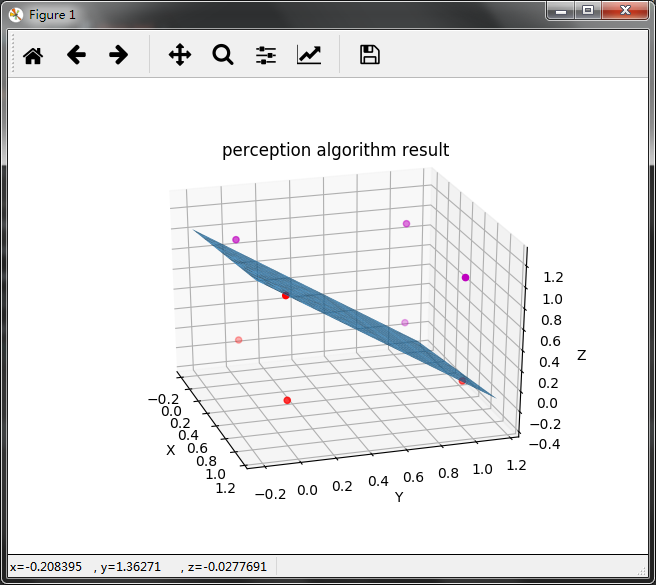 Figure 1
perception algorithm result
1.2
1.0
0.8
0.6
0.4
0.2
0.0
−0.2
−0.4
Z
−0.2
0.0
0.2
0.4
0.6
0.8
1.0
1.2
X
−0.2 0.0 0.2 0.4 0.6 0.8 1.0 1.2
Y
x=-0.208395 , y=1.36271 , z=-0.0277691